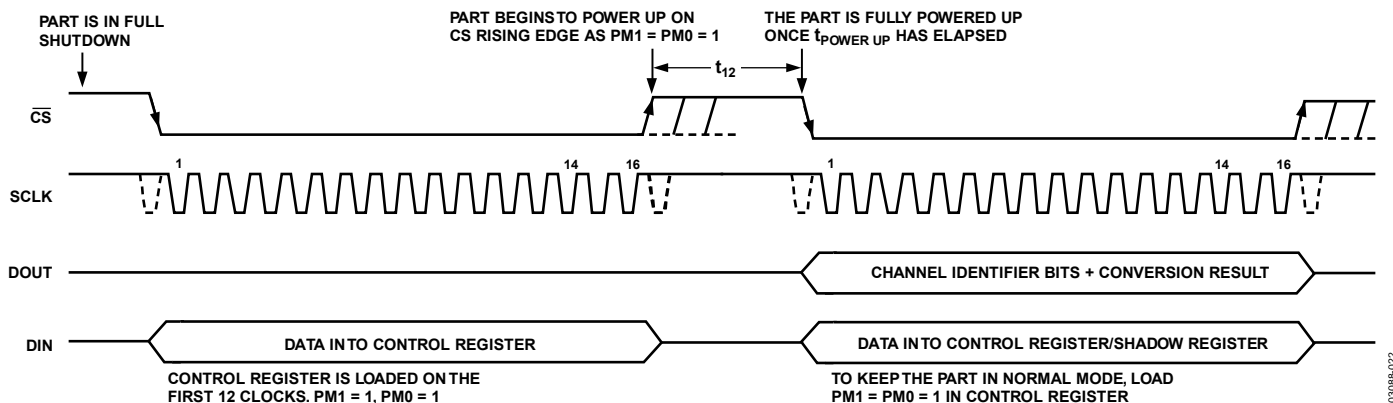 PART IS IN FULL
SHUTDOWN
PART BEGINS TO POWER UP ON
CS RISING EDGE AS PM1 = PM0 = 1
THE PART IS FULLY POWERED UP
ONCE tPOWER UP HAS ELAPSED
t12
CS
1
14
16
1
14
16
SCLK
DOUT
CHANNEL IDENTIFIER BITS + CONVERSION RESULT
DIN
DATA INTO CONTROL REGISTER
DATA INTO CONTROL REGISTER/SHADOW REGISTER
CONTROL REGISTER IS LOADED ON THE
FIRST 12 CLOCKS, PM1 = 1, PM0 = 1
TO KEEP THE PART IN NORMAL MODE, LOAD
PM1 = PM0 = 1 IN CONTROL REGISTER
03088-022